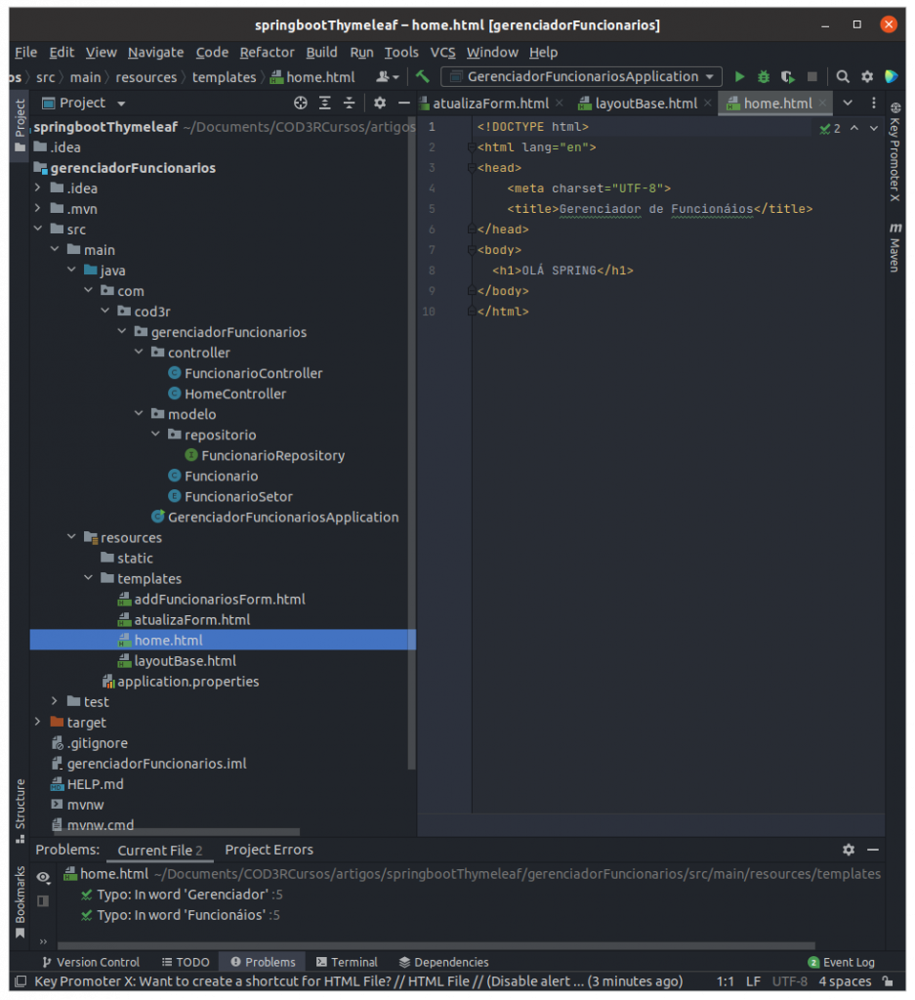 springbootThymeleaf – home.html [gerenciadorFuncionarios]
File Edit View Navigate Code Refactor Build Run Tools VCS Window Help
os src main resources templates home.html GerenciadorFuncionariosApplication
Project
Project
atualizaForm.html layoutBase.html home.html
springbootThymeleaf ~/Documents/COD3RCursos/artigos
.idea
gerenciadorFuncionarios
.idea
.mvn
src
main
java
com
cod3r
gerenciadorFuncionarios
controller
FuncionarioController
HomeController
modelo
repositorio
FuncionarioRepository
Funcionario
FuncionarioSetor
GerenciadorFuncionariosApplication
resources
static
templates
addFuncionariosForm.html
atualizaForm.html
home.html
layoutBase.html
application.properties
test
target
.gitignore
gerenciadorFuncionarios.iml
HELP.md
mvnw
mvnw.cmd
1 <!DOCTYPE html>
2 <html lang="en">
3 <head>
4 <meta charset="UTF-8">
5 <title>Gerenciador de Funcionáios</title>
6 </head>
7 <body>
8 <h1>OLÁ SPRING</h1>
9 </body>
10 </html>
2
Key Promoter X
m Maven
Structure
Bookmarks
Problems: Current File 2 Project Errors
home.html ~/Documents/COD3RCursos/artigos/springbootThymeleaf/gerenciadorFuncionarios/src/main/resources/templates
Typo: In word 'Gerenciador' :5
Typo: In word 'Funcionáios' :5
Version Control TODO Problems Terminal Dependencies 2 Event Log
Key Promoter X: Want to create a shortcut for HTML File? // HTML File // (Disable alert ... (3 minutes ago) 1:1 LF UTF-8 4 spaces